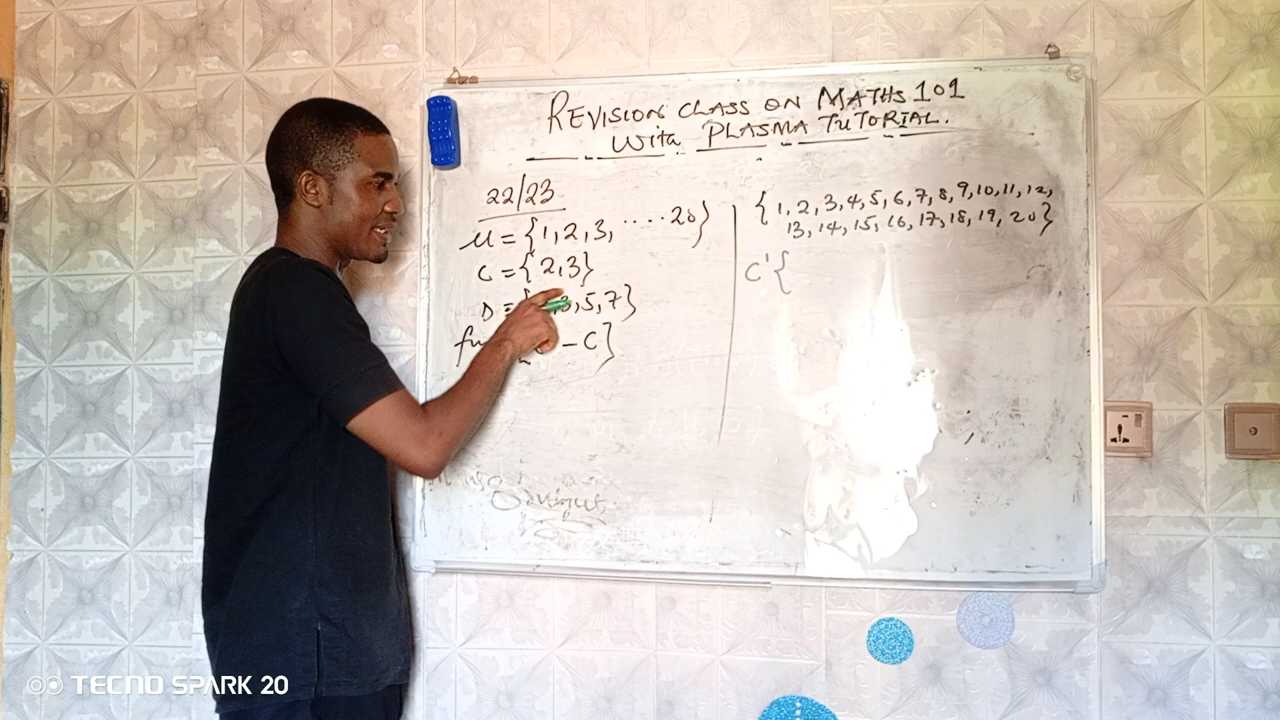 REVISION CLASS ON MATHS 101
With PLASMA TUTORIAL.
22/23
U = {1, 2, 3, .... 20}
C = {2, 3}
D = { 3, 5, 7}
- C]
{1, 2, 3, 4, 5, 6, 7, 8, 9, 10, 11, 12,
13, 14, 15, 16, 17, 18, 19, 20}
C' {
TECNO SPARK 20